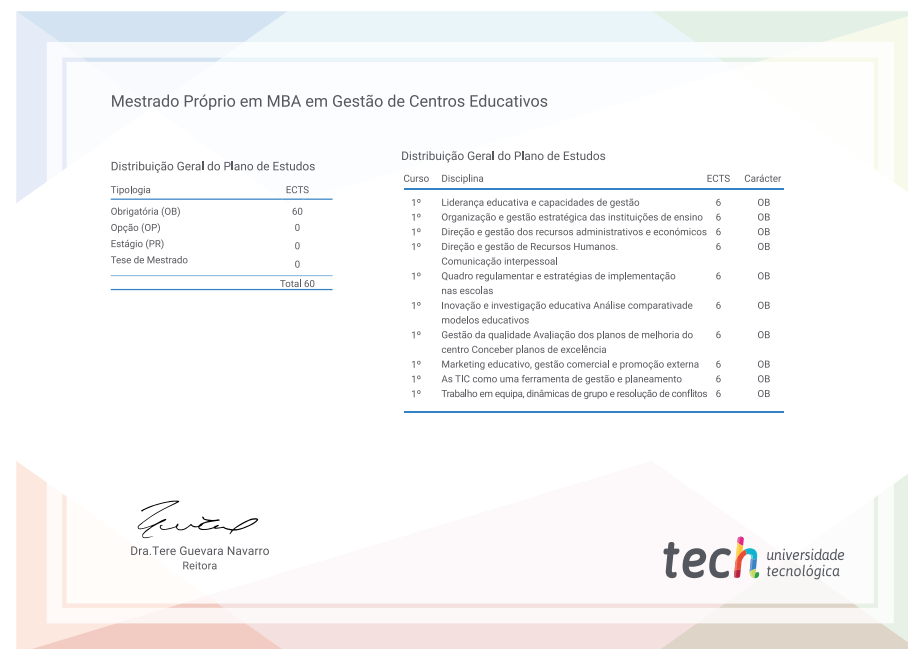 Mestrado Próprio em MBA em Gestão de Centros Educativos
Distribuição Geral do Plano de Estudos
Tipologia ECTS
Obrigatória (OB) 60
Opção (OP) 0
Estágio (PR) 0
Tese de Mestrado 0
Total 60
Distribuição Geral do Plano de Estudos
Curso Disciplina ECTS Carácter
1º Liderança educativa e capacidades de gestão 6 OB
1º Organização e gestão estratégica das instituições de ensino 6 OB
1º Direção e gestão dos recursos administrativos e económicos 6 OB
1º Direção e gestão de Recursos Humanos. 6 OB
Comunicação interpessoal
1º Quadro regulamentar e estratégias de implementação 6 OB
nas escolas
1º Inovação e investigação educativa Análise comparativade 6 OB
modelos educativos
1º Gestão da qualidade Avaliação dos planos de melhoria do 6 OB
centro Conceber planos de excelência
1º Marketing educativo, gestão comercial e promoção externa 6 OB
1º As TIC como uma ferramenta de gestão e planeamento 6 OB
1º Trabalho em equipa, dinâmicas de grupo e resolução de conflitos 6 OB
Dra.Tere Guevara Navarro
Reitora
tech universidade
tecnológica